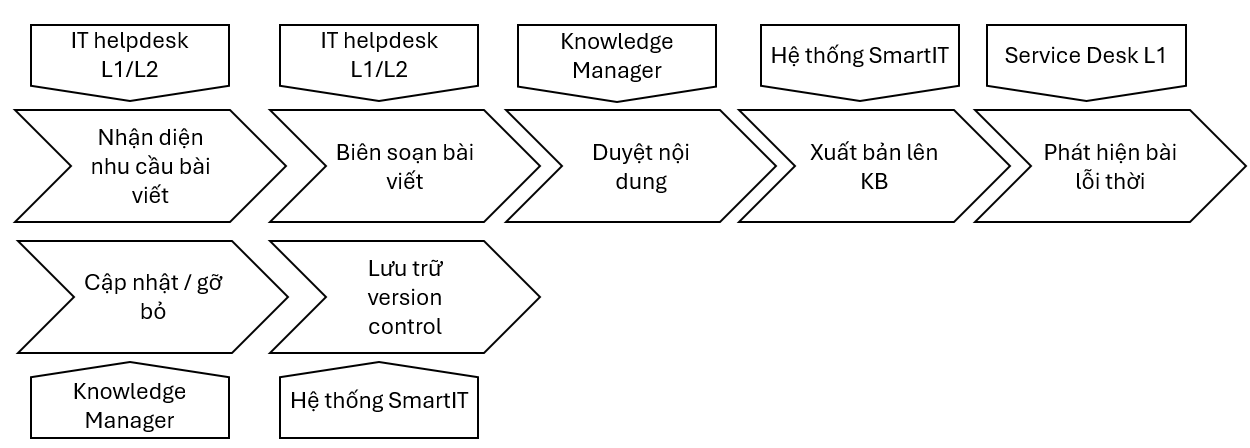 IT helpdesk
L1/L2
IT helpdesk
L1/L2
Knowledge
Manager
Hệ thống SmartIT
Service Desk L1
Nhận diện
nhu cầu bài
viết
Biên soạn bài
viết
Duyệt nội
dung
Xuất bản lên
KB
Phát hiện bài
lỗi thời
Cập nhật / gỡ
bỏ
Lưu trữ
version
control
Knowledge
Manager
Hệ thống SmartIT